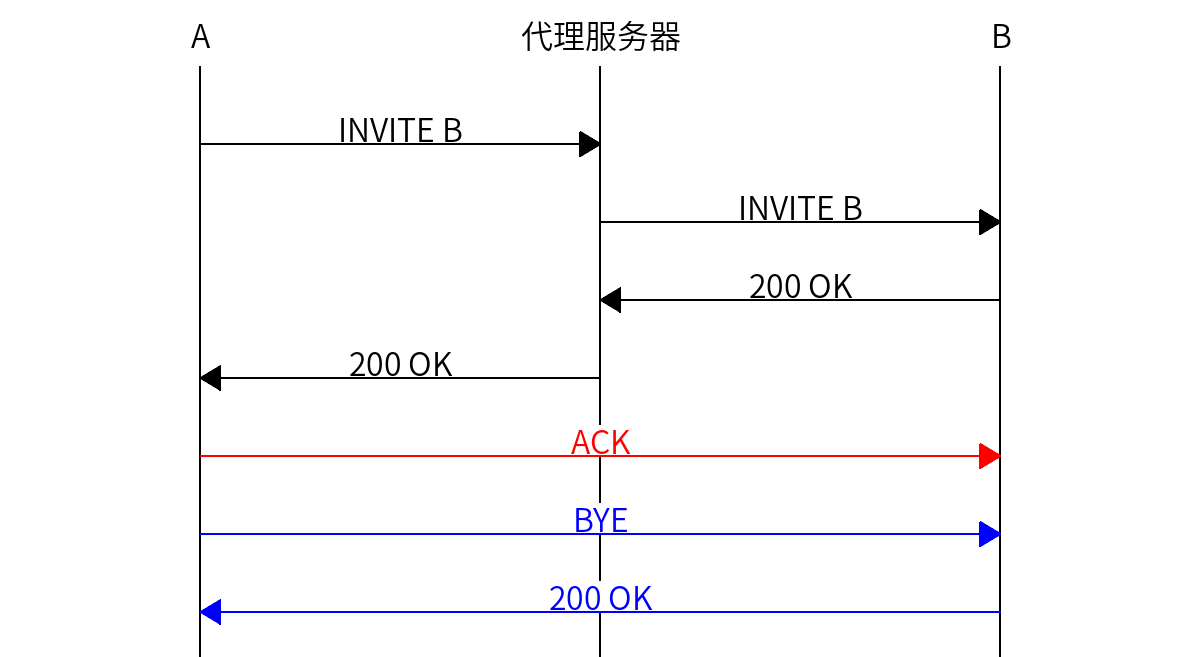 A 代理服务器 B
INVITE B
INVITE B
200 OK
200 OK
ACK
BYE
200 OK